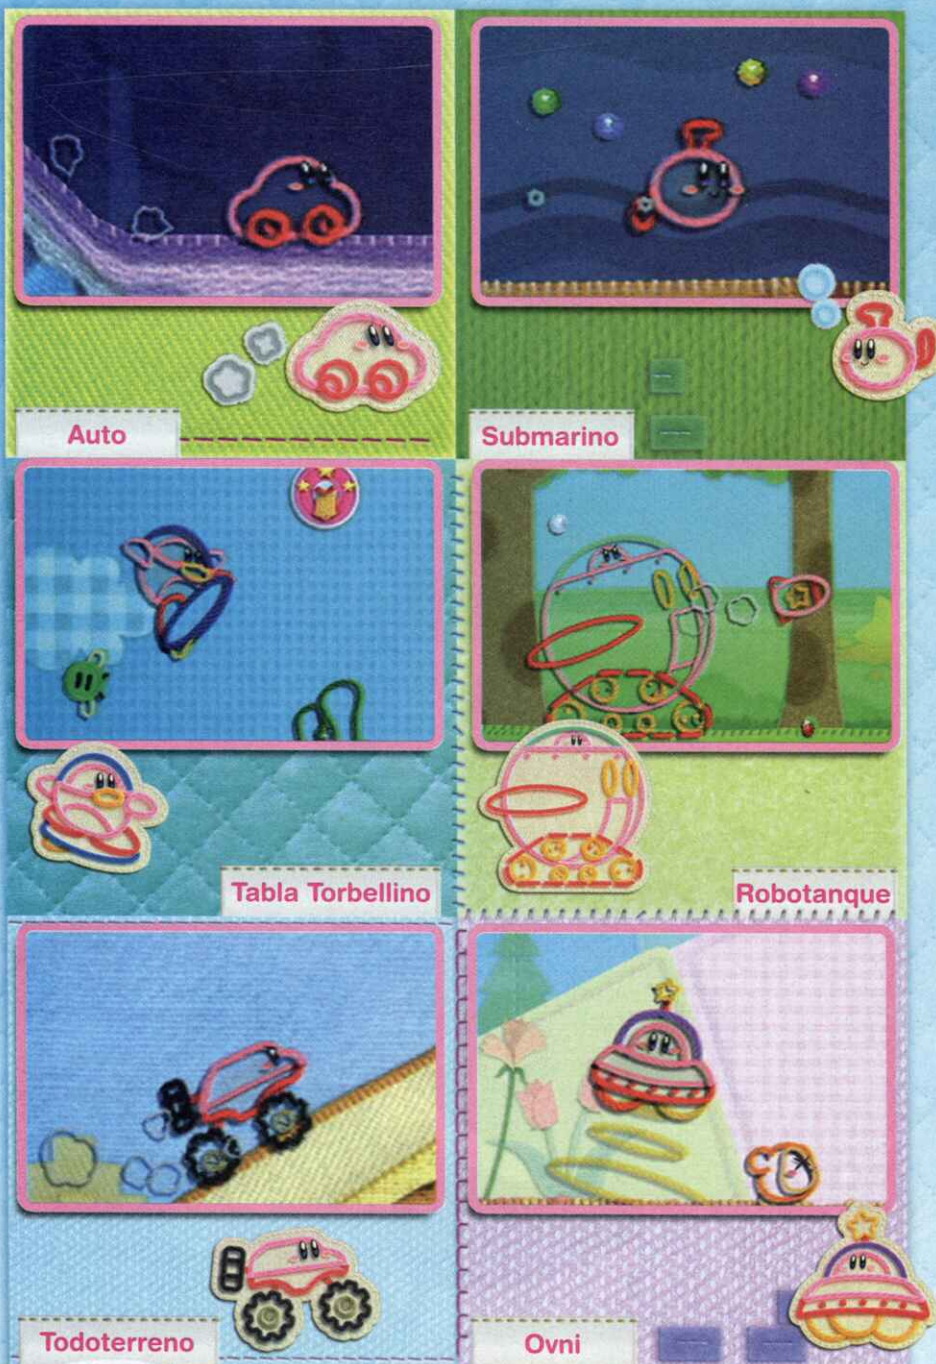 Auto
Submarino
Tabla Torbellino
Robotanque
Todoterreno
Ovni